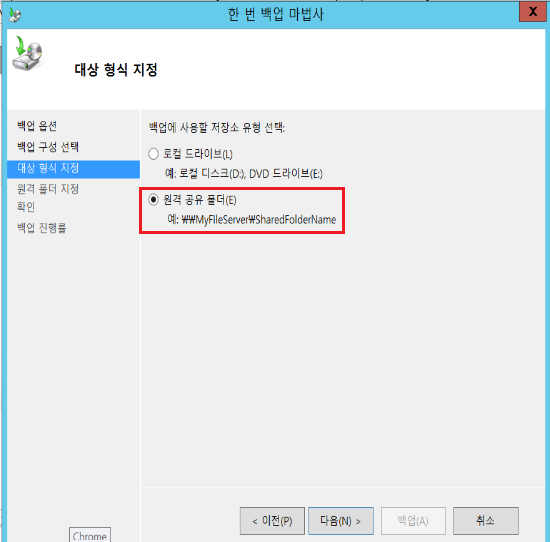 한 번 백업 마법사
X
대상 형식 지정
백업 옵션
백업 구성 선택
대상 형식 지정
원격 폴더 지정
확인
백업 진행률
백업에 사용할 저장소 유형 선택:
로컬 드라이브(L)
예: 로컬 디스크(D:), DVD 드라이브(E:)
원격 공유 폴더(E)
예: ₩₩MyFileServer₩SharedFolderName
< 이전(P)
다음(N) >
백업(A)
취소
Chrome